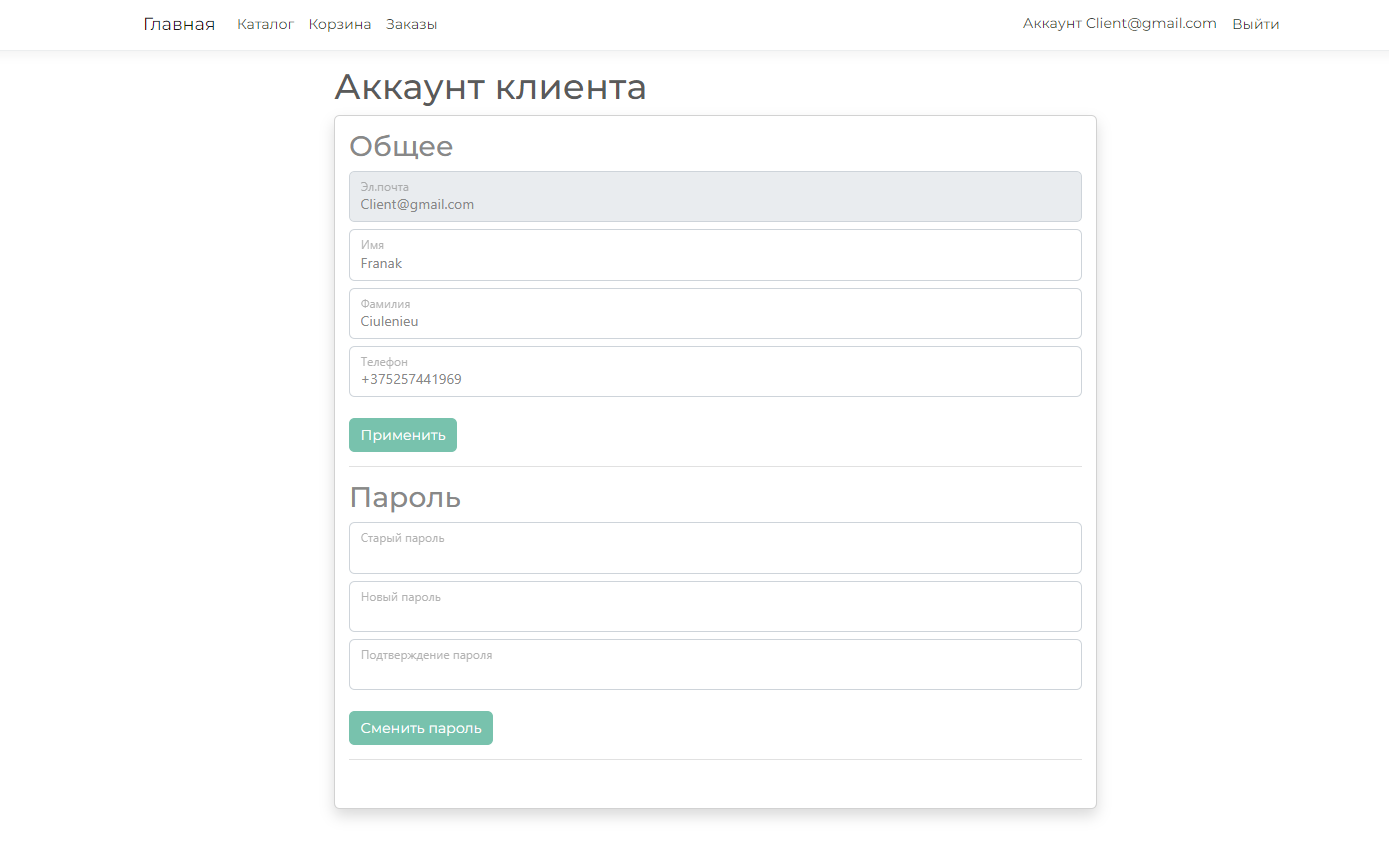 Главная Каталог Корзина Заказы Аккаунт Client@gmail.com Выйти
Аккаунт клиента
Общее
Эл.почта
Client@gmail.com
Имя
Franak
Фамилия
Ciulenieu
Телефон
+375257441969
Применить
Пароль
Старый пароль
Новый пароль
Подтверждение пароля
Сменить пароль